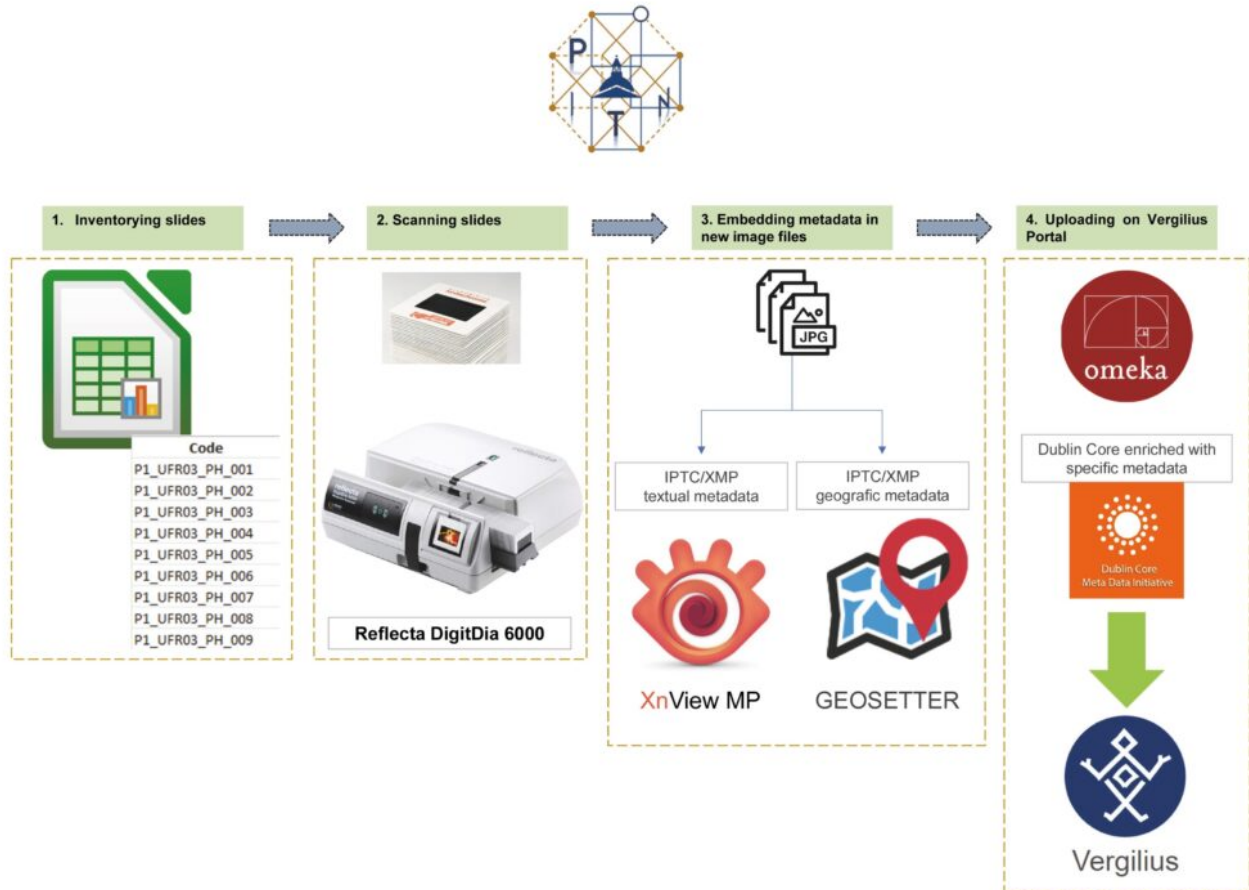 P
I
T
N
1. Inventorying slides
2. Scanning slides
3. Embedding metadata in
new image files
4. Uploading on Vergilius
Portal
Code
P1_UFR03_PH_001
P1_UFR03_PH_002
P1_UFR03_PH_003
P1_UFR03_PH_004
P1_UFR03_PH_005
P1_UFR03_PH_006
P1_UFR03_PH_007
P1_UFR03_PH_008
P1_UFR03_PH_009
reflecta
reflecta
Reflecta DigitDia 6000
JPG
IPTC/XMP
textual metadata
IPTC/XMP
geografic metadata
XnView MP
GEOSETTER
omeka
Dublin Core enriched with
specific metadata
Dublin Core
Meta Data Initiative
Vergilius